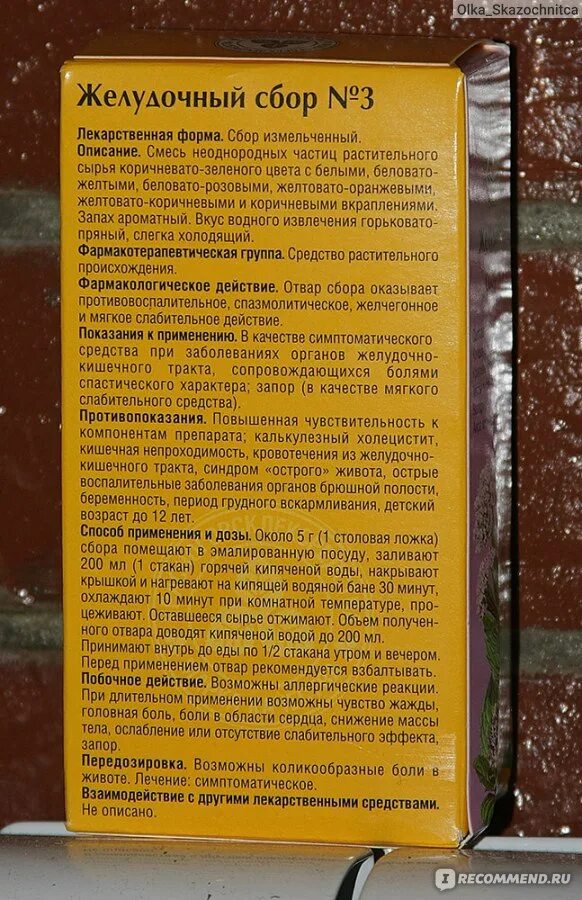 Olka_Skazochnitca
Желудочный сбор №3
Лекарственная форма. Сбор измельченный.
Описание. Смесь неоднородных частиц растительного
сырья коричневато-зеленого цвета с белыми, беловато-
желтыми, беловато-розовыми, желтовато-оранжевыми,
желтовато-коричневыми и коричневыми вкраплениями.
Запах ароматный. Вкус водного извлечения горьковато-
пряный, слегка холодящий.
Фармакотерапевтическая группа. Средство растительного
происхождения.
Фармакологическое действие. Отвар сбора оказывает
противовоспалительное, спазмолитическое, желчегонное
и мягкое слабительное действие.
Показания к применению. В качестве симптоматического
средства при заболеваниях органов желудочно-
кишечного тракта, сопровождающихся болями
спастического характера; запор (в качестве мягкого
слабительного средства).
Противопоказания. Повышенная чувствительность к
компонентам препарата; калькулезный холецистит,
кишечная непроходимость, кровотечения из желудочно-
кишечного тракта, синдром «острого» живота, острые
воспалительные заболевания органов брюшной полости,
беременность, период грудного вскармливания, детский
возраст до 12 лет.
Способ применения и дозы. Около 5 г (1 столовая ложка)
сбора помещают в эмалированную посуду, заливают
200 мл (1 стакан) горячей кипяченой воды, накрывают
крышкой и нагревают на кипящей водяной бане 30 минут,
охлаждают 10 минут при комнатной температуре, про-
цеживают. Оставшееся сырье отжимают. Объем получен-
ного отвара доводят кипяченой водой до 200 мл.
Принимают внутрь до еды по 1/2 стакана утром и вечером.
Перед применением отвар рекомендуется взбалтывать.
Побочное действие. Возможны аллергические реакции.
При длительном применении возможны чувство жажды,
головная боль, боли в области сердца, снижение массы
тела, ослабление или отсутствие слабительного эффекта,
запор.
Передозировка. Возможны коликообразные боли в
животе. Лечение: симптоматическое.
Взаимодействие с другими лекарственными средствами.
Не описано.
I RECOMMEND.RU